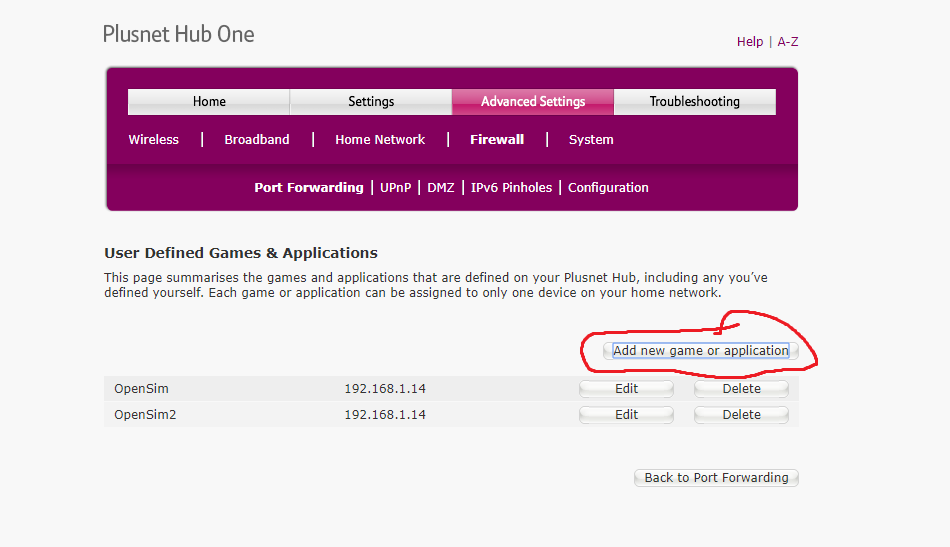 Plusnet Hub One
Help | A-Z
Home Settings Advanced Settings Troubleshooting
Wireless | Broadband | Home Network | Firewall | System
Port Forwarding | UPnP | DMZ | IPv6 Pinholes | Configuration
User Defined Games & Applications
This page summarises the games and applications that are defined on your Plusnet Hub, including any you've
defined yourself. Each game or application can be assigned to only one device on your home network.
Add new game or application
OpenSim 192.168.1.14 Edit Delete
OpenSim2 192.168.1.14 Edit Delete
Back to Port Forwarding